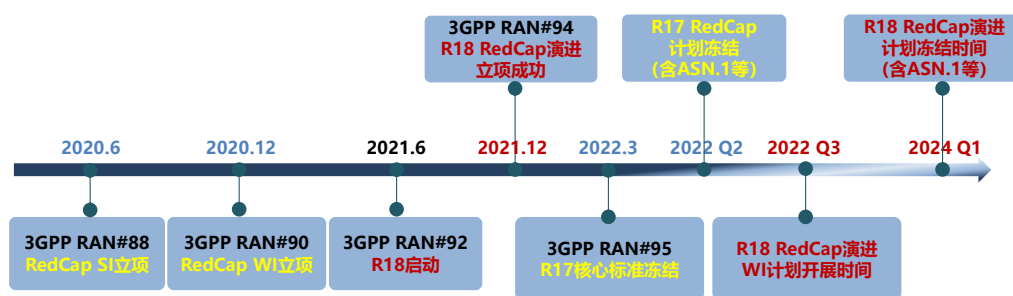 3GPP RAN#94
R18 RedCap演进
立项成功
R17 RedCap
计划冻结
(含ASN.1等)
R18 RedCap演进
计划冻结时间
(含ASN.1等)
2020.6
2020.12
2021.6
2021.12
2022.3
2022 Q2
2022 Q3
2024 Q1
3GPP RAN#88
RedCap SI立项
3GPP RAN#90
RedCap WI立项
3GPP RAN#92
R18启动
3GPP RAN#95
R17核心标准冻结
R18 RedCap演进
WI计划开展时间